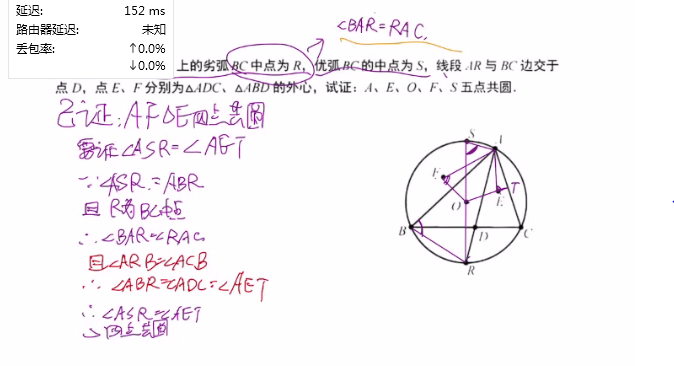 延迟: 152 ms
路由器延迟: 未知
丢包率: ↑0.0%
↓0.0%
∠BAR=RAC.
上的劣弧BC中点为 R, 优弧BC的中点为 S, 线段 AR 与 BC 边交于
点 D, 点 E、F 分别为△ADC、△ABD 的外心, 试证: A、E、O、F、S 五点共圆.
已证: AFOE四点共圆
需证∠ASR=∠AET
∵∠ASR=ABR
且 R为BC中点
∴∠BAR=∠RAC
且∠ARB=∠ACB
∴∠ABR=∠ADC=∠AET
∴∠ASR=∠AET
四点共圆
S
F
T
O
E
B
D
C
R